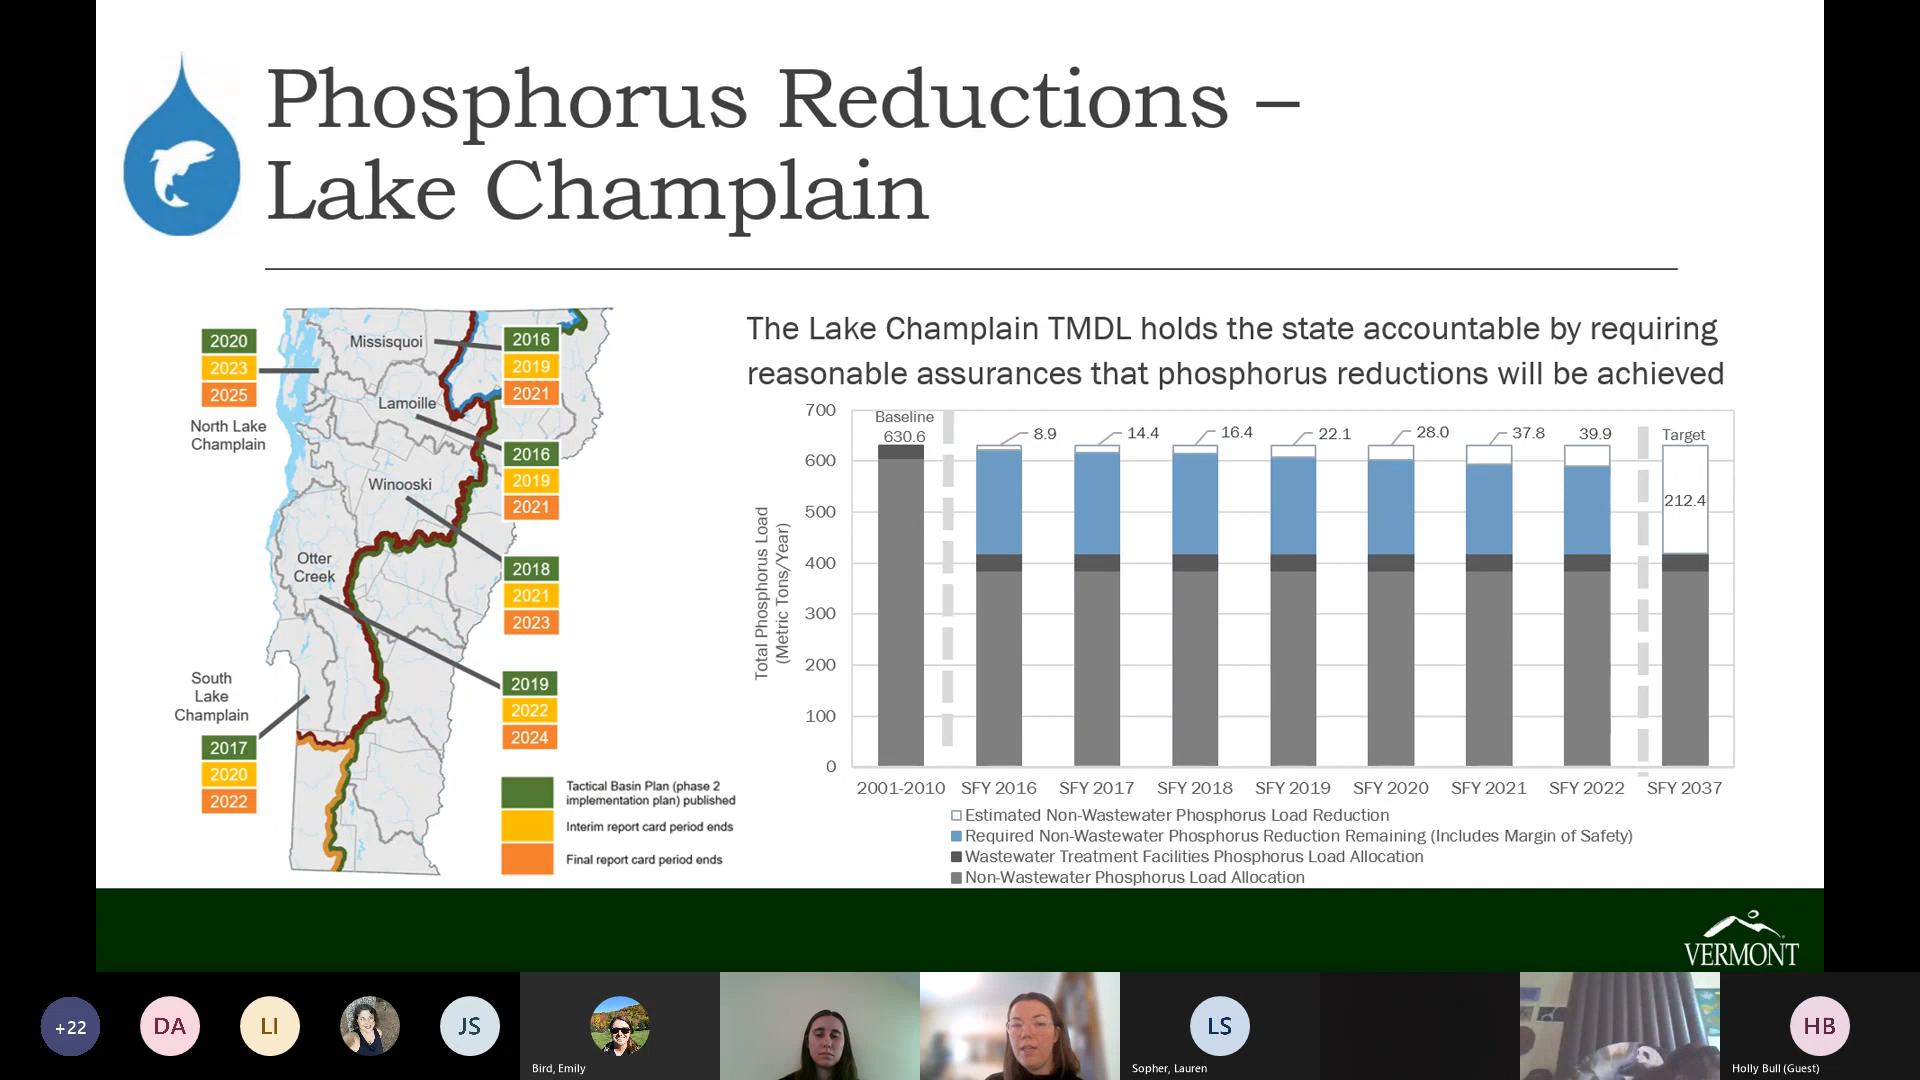 Phosphorus Reductions –
Lake Champlain
2020
2023
2025
North Lake
Champlain
Missisquoi
2016
2019
2021
Lamoille
2016
2019
2021
Winooski
2018
2021
2023
Otter
Creek
2019
2022
2024
South
Lake
Champlain
2017
2020
2022
Tactical Basin Plan (phase 2
implementation plan) published
Interim report card period ends
Final report card period ends
The Lake Champlain TMDL holds the state accountable by requiring
reasonable assurances that phosphorus reductions will be achieved
Total Phosphorus Load
(Metric Tons/Year)
700
600
500
400
300
200
100
0
Baseline
630.6
8.9
14.4
16.4
22.1
28.0
37.8
39.9
Target
212.4
2001-2010
SFY 2016
SFY 2017
SFY 2018
SFY 2019
SFY 2020
SFY 2021
SFY 2022
SFY 2037
Estimated Non-Wastewater Phosphorus Load Reduction
Required Non-Wastewater Phosphorus Reduction Remaining (Includes Margin of Safety)
Wastewater Treatment Facilities Phosphorus Load Allocation
Non-Wastewater Phosphorus Load Allocation
VERMONT
+22
DA
LI
JS
Bird, Emily
LS
Sopher, Lauren
HB
Holly Bull (Guest)